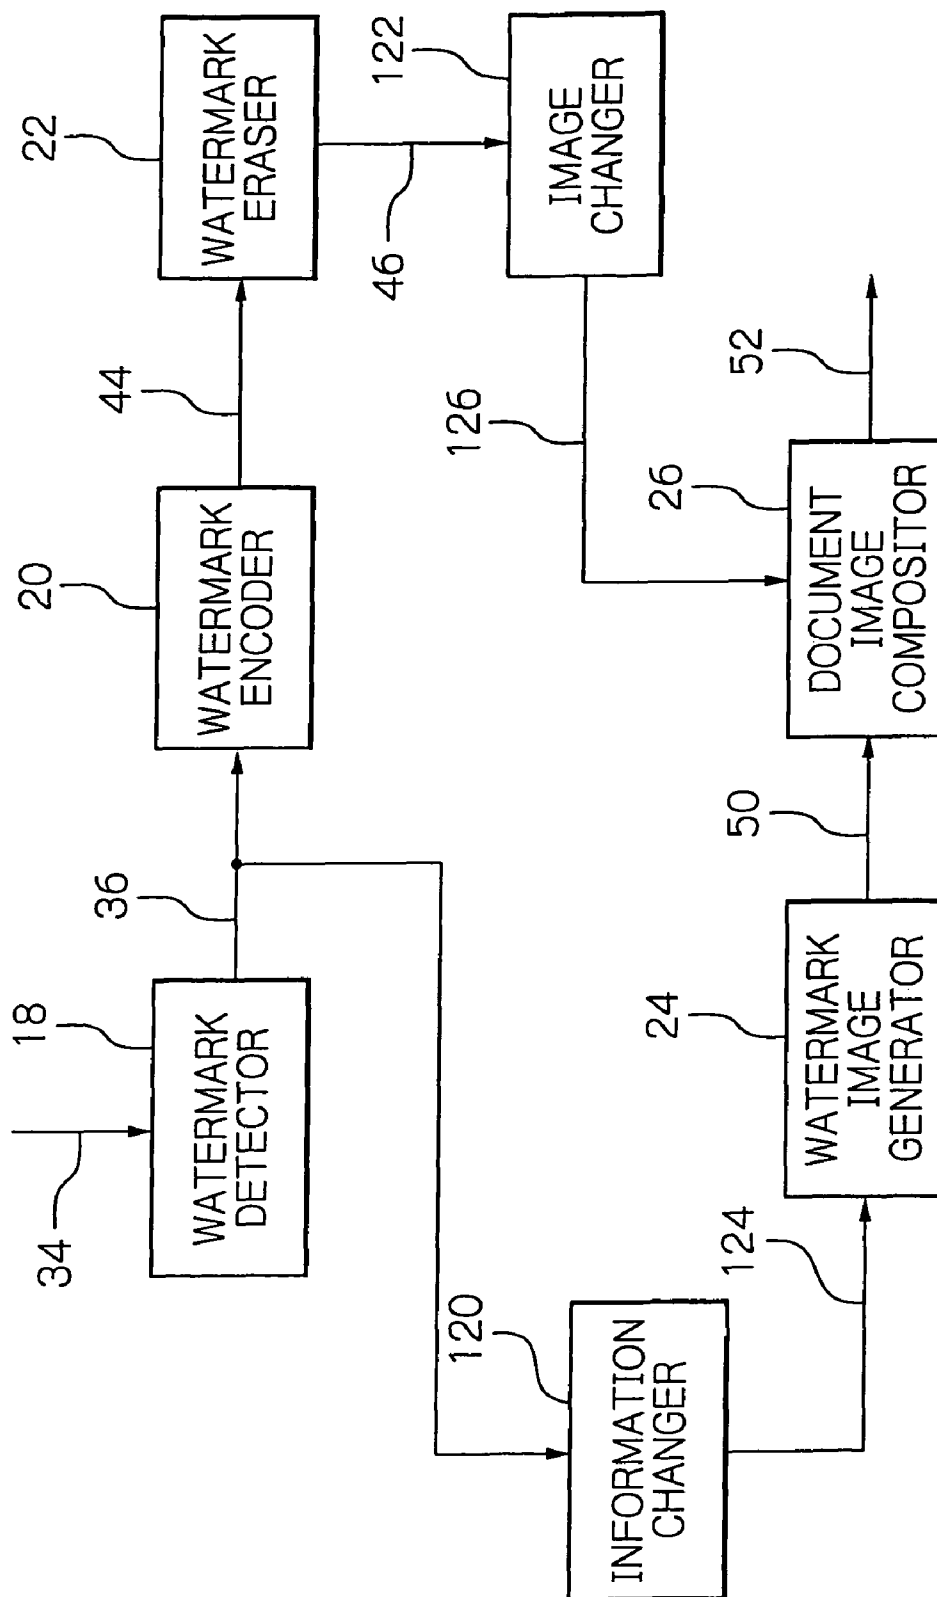 34
18
WATERMARK
DETECTOR
36
20
WATERMARK
ENCODER
44
22
WATERMARK
ERASER
46
122
IMAGE
CHANGER
126
120
INFORMATION
CHANGER
124
24
WATERMARK
IMAGE
GENERATOR
50
26
DOCUMENT
IMAGE
COMPOSITOR
52